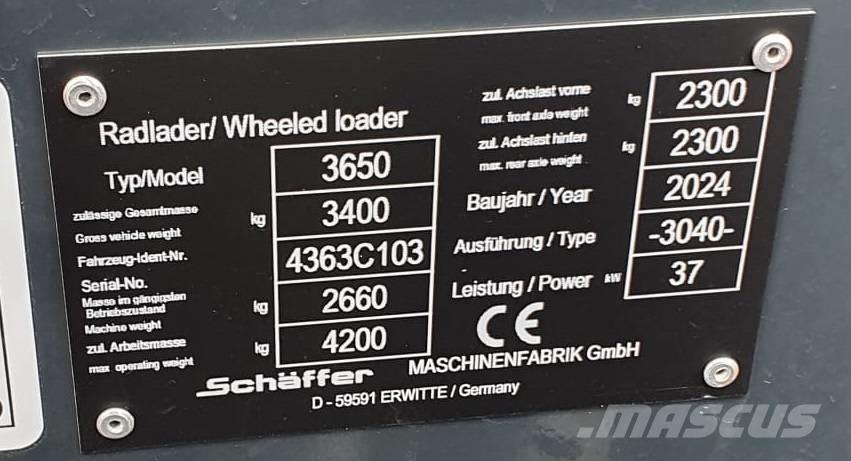 Radlader/ Wheeled loader
Typ/Model 3650
zulässige Gesamtmasse
Gross vehicle weight kg 3400
Fahrzeug-Ident-Nr.
Serial-No. 4363C103
Masse im gängigsten
Betriebszustand
Machine weight kg 2660
zul. Arbeitsmasse
max operating weight kg 4200
zul. Achslast vorne
max. front axle weight kg 2300
zul. Achslast hinten
max. rear axle weight kg 2300
Baujahr / Year 2024
Ausführung / Type -3040-
Leistung / Power kW 37
CE
Schäffer MASCHINENFABRIK GmbH
D - 59591 ERWITTE / Germany
MASCUS